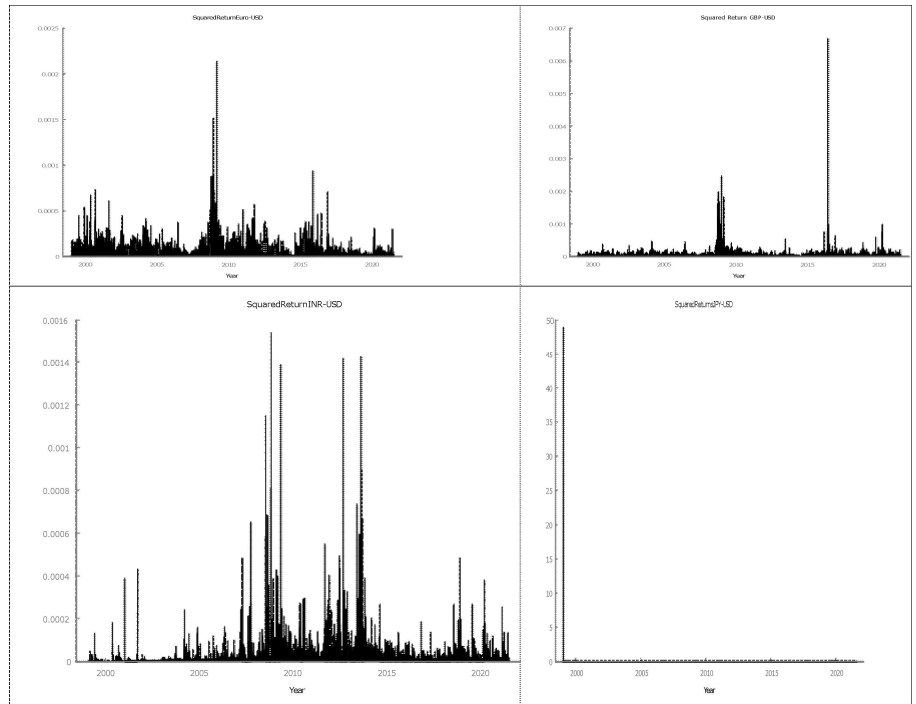 SquaredReturnEuro-USD
0.0025
0.002
0.0015
0.001
0.0005
0
2000 2005 2010 2015 2020
Year
Squared Return GBP-USD
0.007
0.006
0.005
0.004
0.003
0.002
0.001
0
2000 2005 2010 2015 2020
Year
SquaredReturnINR-USD
0.0016
0.0014
0.0012
0.001
0.0008
0.0006
0.0004
0.0002
0
2000 2005 2010 2015 2020
Year
SquaredReturnsJPY-USD
50
45
40
35
30
25
20
15
10
5
0
2000 2005 2010 2015 2020
Year